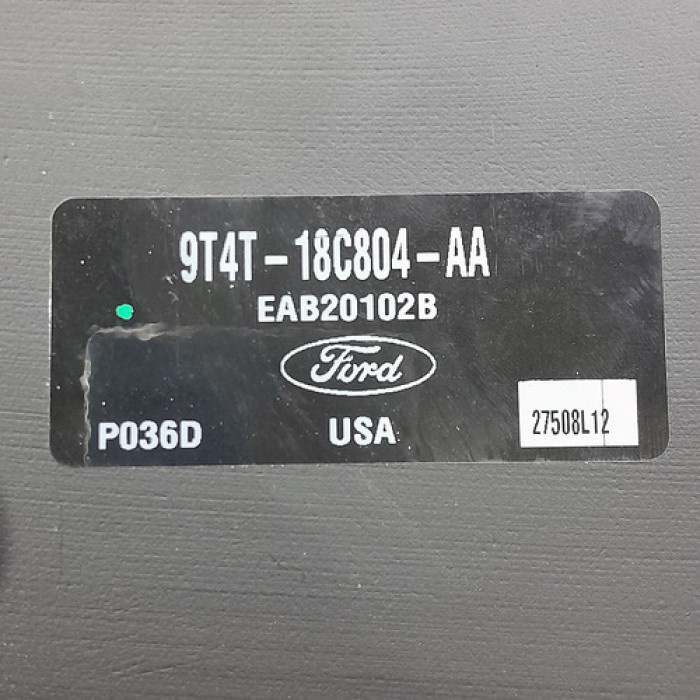 9T4T-18C804-AA
EAB20102B
Ford
P036D USA 27508L12